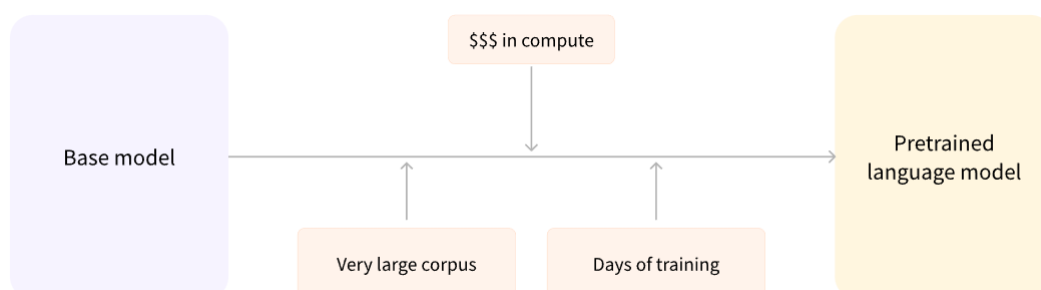 $$$ in compute
Base model
Pretrained
language model
Very large corpus
Days of training